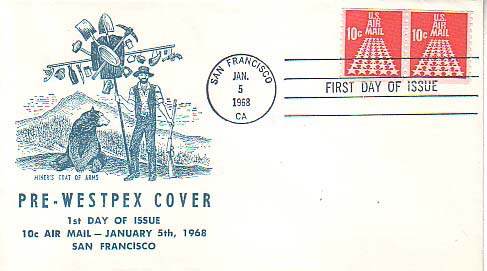 U.S.
AIR
MAIL
10c
U.S.
AIR
MAIL
10c
SAN FRANCISCO
JAN.
5
1968
CA
FIRST DAY OF ISSUE
MINER'S COAT OF ARMS
PRE-WESTPEX COVER
1st DAY OF ISSUE
10c AIR MAIL — JANUARY 5th, 1968
SAN FRANCISCO